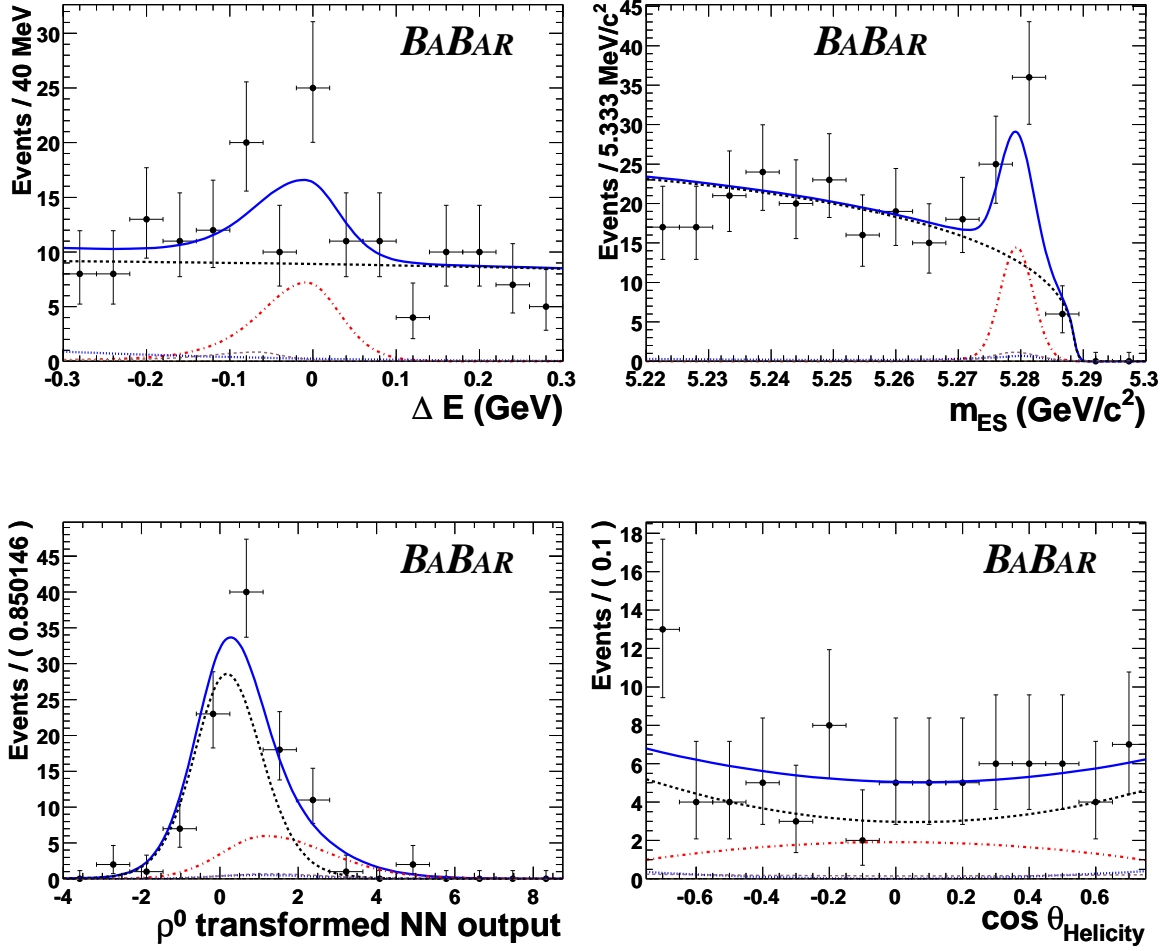 BABAR
Events / 40 MeV
30
25
20
15
10
5
0
-0.3 -0.2 -0.1 0 0.1 0.2 0.3
Δ E (GeV)
BABAR
Events / 5.333 MeV/c²
45
40
35
30
25
20
15
10
5
0
5.22 5.23 5.24 5.25 5.26 5.27 5.28 5.29 5.3
m_ES (GeV/c²)
BABAR
Events / ( 0.850146 )
45
40
35
30
25
20
15
10
5
0
-4 -2 0 2 4 6 8
ρ⁰ transformed NN output
BABAR
Events / ( 0.1 )
18
16
14
12
10
8
6
4
2
0
-0.6 -0.4 -0.2 0 0.2 0.4 0.6
cos θ_Helicity